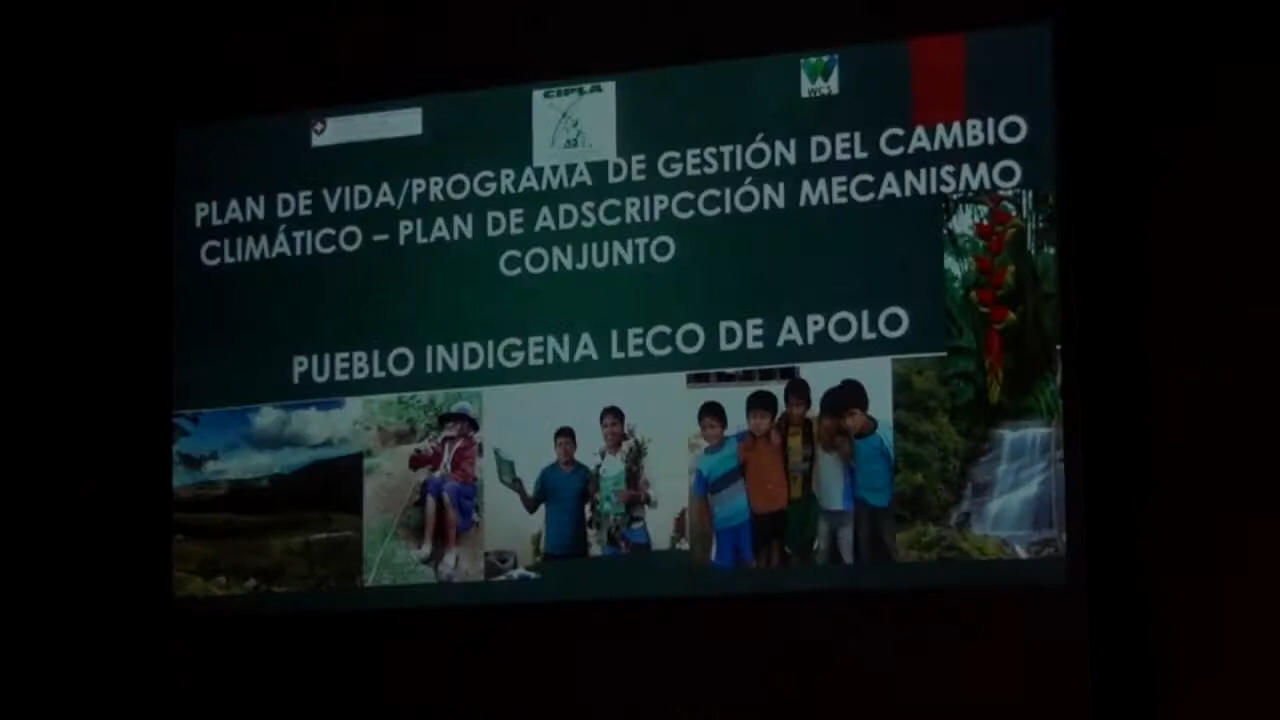 CIPLA
WCS
PLAN DE VIDA/PROGRAMA DE GESTIÓN DEL CAMBIO
CLIMÁTICO – PLAN DE ADSCRIPCCIÓN MECANISMO
CONJUNTO
PUEBLO INDIGENA LECO DE APOLO